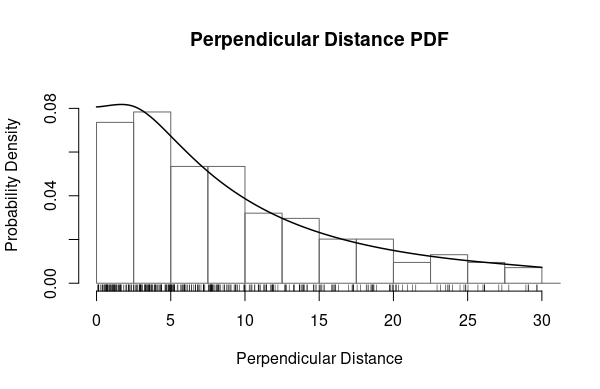 Perpendicular Distance PDF
Probability Density
0.08
0.04
0.00
0 5 10 15 20 25 30
Perpendicular Distance